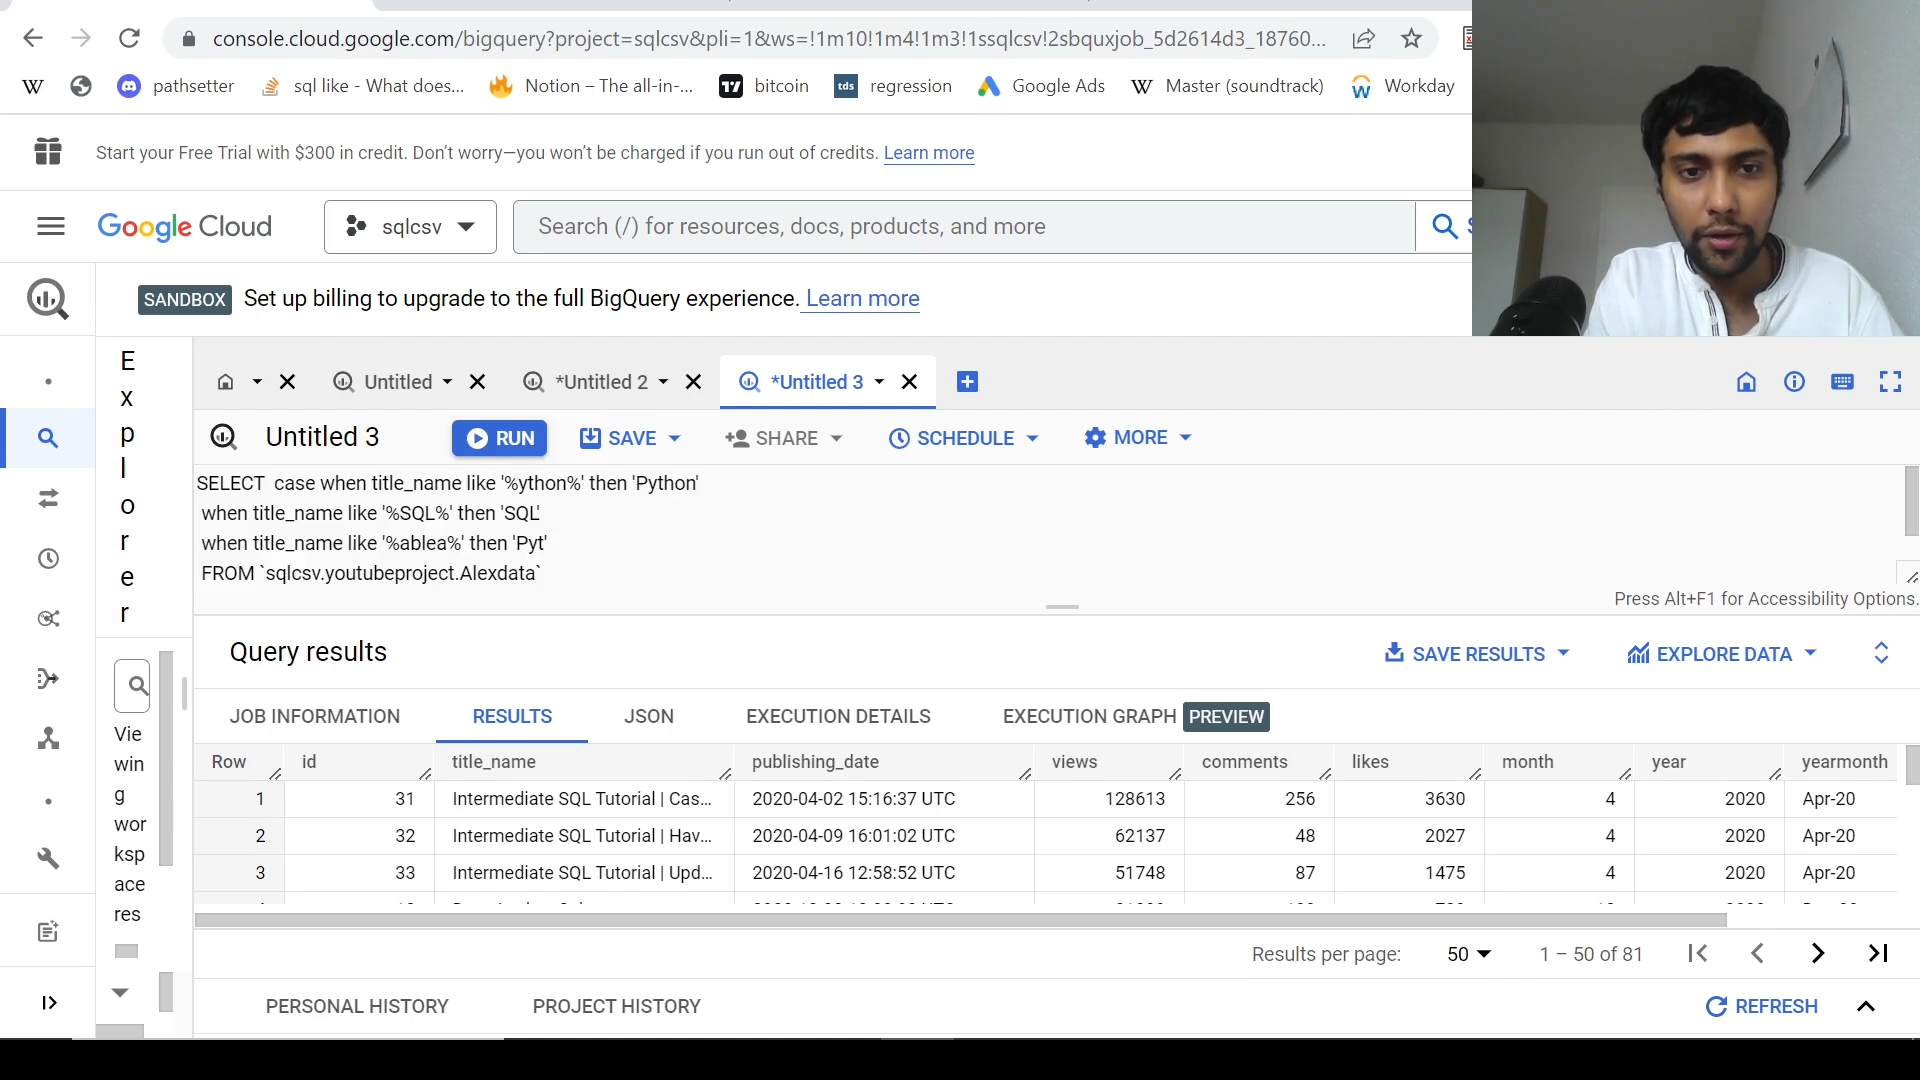 console.cloud.google.com/bigquery?project=sqlcsv&pli=1&ws=!1m10!1m4!1m3!1ssqlcsv!2sbquxjob_5d2614d3_18760...
pathsetter sql like - What does... Notion – The all-in-... bitcoin tds regression Google Ads Master (soundtrack) Workday
Start your Free Trial with $300 in credit. Don't worry—you won't be charged if you run out of credits. Learn more
Google Cloud sqlcsv Search (/) for resources, docs, products, and more
SANDBOX Set up billing to upgrade to the full BigQuery experience. Learn more
Explorer
Untitled *Untitled 2 *Untitled 3
Untitled 3 RUN SAVE SHARE SCHEDULE MORE
SELECT case when title_name like '%ython%' then 'Python'
when title_name like '%SQL%' then 'SQL'
when title_name like '%ablea%' then 'Pyt'
FROM `sqlcsv.youtubeproject.Alexdata`
Press Alt+F1 for Accessibility Options.
Vie
win
g
wor
ksp
ace
res
Query results SAVE RESULTS EXPLORE DATA
JOB INFORMATION RESULTS JSON EXECUTION DETAILS EXECUTION GRAPH PREVIEW
Row id title_name publishing_date views comments likes month year yearmonth
1 31 Intermediate SQL Tutorial | Cas... 2020-04-02 15:16:37 UTC 128613 256 3630 4 2020 Apr-20
2 32 Intermediate SQL Tutorial | Hav... 2020-04-09 16:01:02 UTC 62137 48 2027 4 2020 Apr-20
3 33 Intermediate SQL Tutorial | Upd... 2020-04-16 12:58:52 UTC 51748 87 1475 4 2020 Apr-20
Results per page: 50 1 – 50 of 81
PERSONAL HISTORY PROJECT HISTORY REFRESH